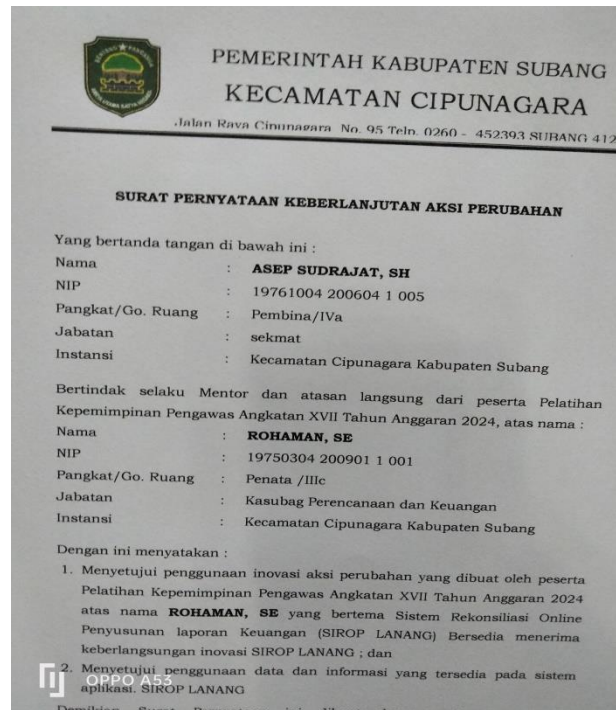 PEMERINTAH KABUPATEN SUBANG
KECAMATAN CIPUNAGARA
Jalan Raya Cipunagara No. 95 Telp. 0260 - 452393 SUBANG 412
SURAT PERNYATAAN KEBERLANJUTAN AKSI PERUBAHAN
Yang bertanda tangan di bawah ini :
Nama : ASEP SUDRAJAT, SH
NIP : 19761004 200604 1 005
Pangkat/Go. Ruang : Pembina/IVa
Jabatan : sekmat
Instansi : Kecamatan Cipunagara Kabupaten Subang
Bertindak selaku Mentor dan atasan langsung dari peserta Pelatihan
Kepemimpinan Pengawas Angkatan XVII Tahun Anggaran 2024, atas nama :
Nama : ROHAMAN, SE
NIP : 19750304 200901 1 001
Pangkat/Go. Ruang : Penata /IIIc
Jabatan : Kasubag Perencanaan dan Keuangan
Instansi : Kecamatan Cipunagara Kabupaten Subang
Dengan ini menyatakan :
1. Menyetujui penggunaan inovasi aksi perubahan yang dibuat oleh peserta
Pelatihan Kepemimpinan Pengawas Angkatan XVII Tahun Anggaran 2024
atas nama ROHAMAN, SE yang bertema Sistem Rekonsiliasi Online
Penyusunan laporan Keuangan (SIROP LANANG) Bersedia menerima
keberlangsungan inovasi SIROP LANANG ; dan
2. Menyetujui penggunaan data dan informasi yang tersedia pada sistem
aplikasi. SIROP LANANG
OPPO A53